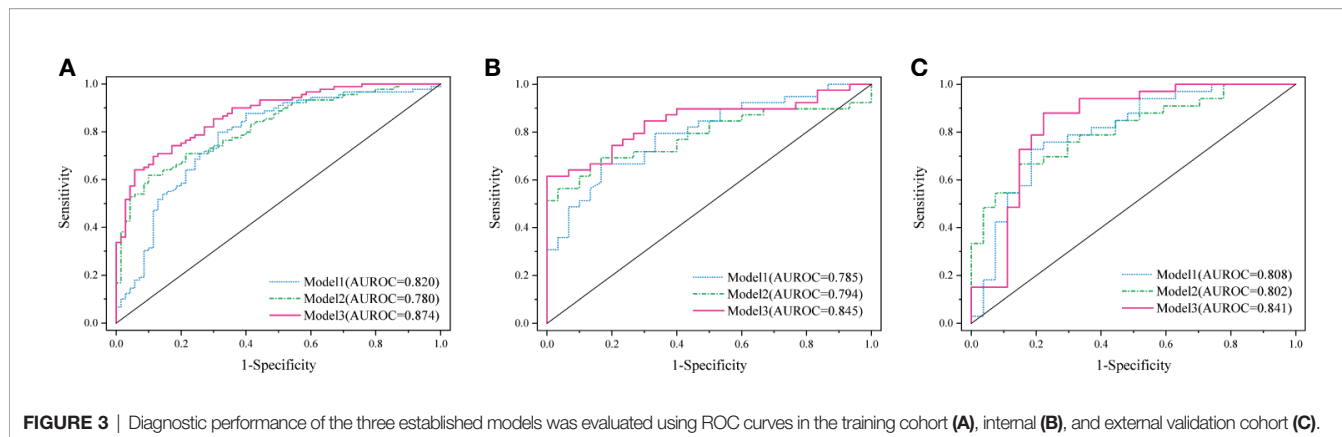 A
1.0
0.8
0.6
0.4
0.2
0.0
Sensitivity
Model1(AUROC=0.820)
Model2(AUROC=0.780)
Model3(AUROC=0.874)
0.0 0.2 0.4 0.6 0.8 1.0
1-Specificity
B
1.0
0.8
0.6
0.4
0.2
0.0
Sensitivity
Model1(AUROC=0.785)
Model2(AUROC=0.794)
Model3(AUROC=0.845)
0.0 0.2 0.4 0.6 0.8 1.0
1-Specificity
C
1.0
0.8
0.6
0.4
0.2
0.0
Sensitivity
Model1(AUROC=0.808)
Model2(AUROC=0.802)
Model3(AUROC=0.841)
0.0 0.2 0.4 0.6 0.8 1.0
1-Specificity
FIGURE 3 | Diagnostic performance of the three established models was evaluated using ROC curves in the training cohort (A), internal (B), and external validation cohort (C).